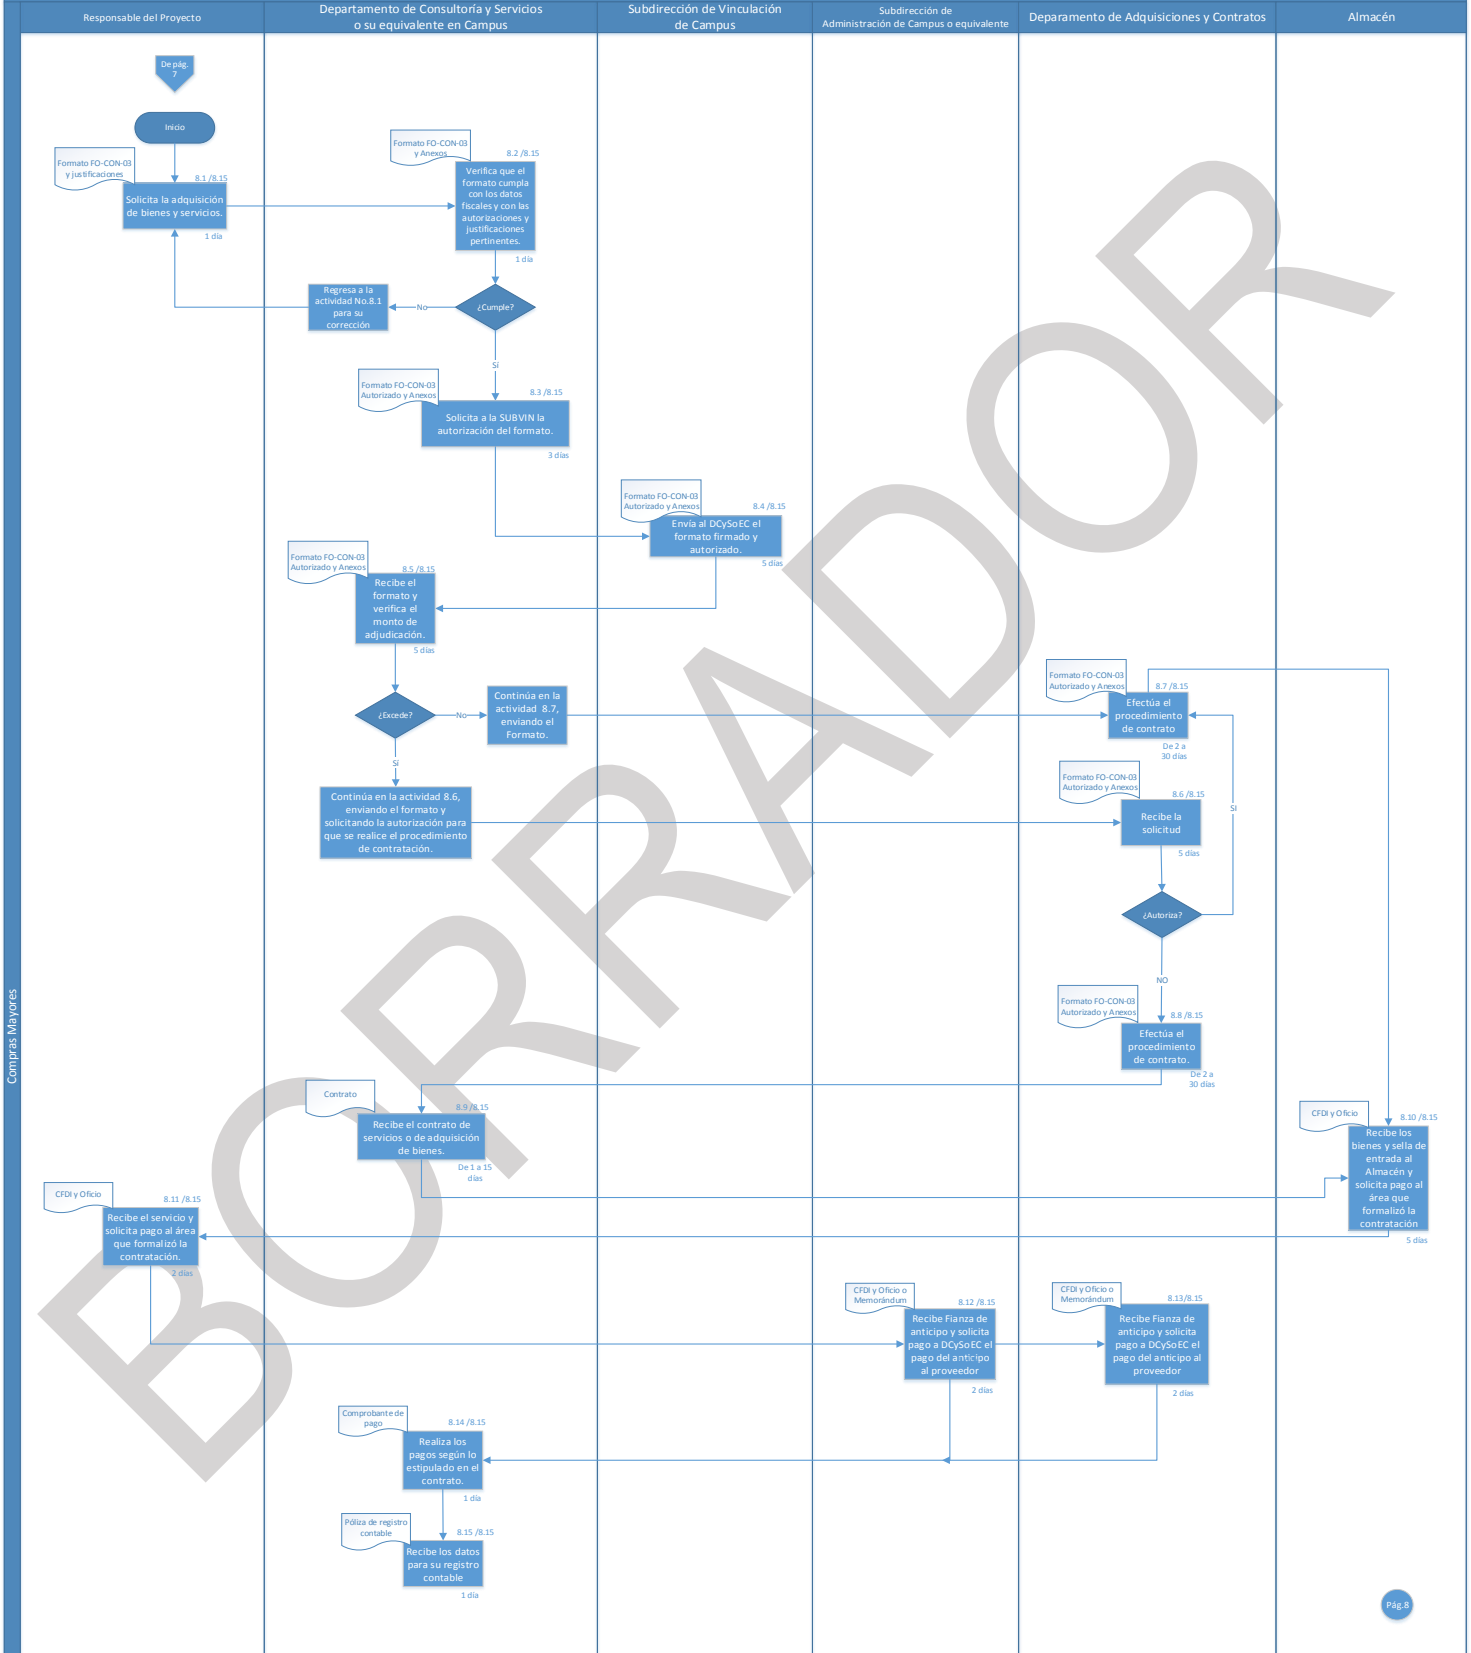 Responsable del Proyecto
Departamento de Consultoría y Servicios
o su equivalente en Campus
Subdirección de Vinculación
de Campus
Subdirección de
Administración de Campus o equivalente
Deparamento de Adquisiciones y Contratos
Almacén
Compras Mayores
BORRADOR
De pág.
7
Inicio
Formato FO-CON-03
y justificaciones
8.1 /8.15
Solicita la adquisición
de bienes y servicios.
1 día
Formato FO-CON-03
y Anexos
8.2 /8.15
Verifica que el
formato cumpla
con los datos
fiscales y con las
autorizaciones y
justificaciones
pertinentes.
1 día
¿Cumple?
No
Regresa a la
actividad No.8.1
para su
corrección
Sí
Formato FO-CON-03
Autorizado y Anexos
8.3 /8.15
Solicita a la SUBVIN la
autorización del formato.
3 días
Formato FO-CON-03
Autorizado y Anexos
8.4 /8.15
Envía al DCySoEC el
formato firmado y
autorizado.
5 días
Formato FO-CON-03
Autorizado y Anexos
8.5 /8.15
Recibe el
formato y
verifica el
monto de
adjudicación.
5 días
¿Excede?
No
Continúa en la
actividad 8.7,
enviando el
Formato.
Sí
Continúa en la actividad 8.6,
enviando el formato y
solicitando la autorización para
que se realice el procedimiento
de contratación.
Formato FO-CON-03
Autorizado y Anexos
8.7 /8.15
Efectúa el
procedimiento
de contrato
De 2 a
30 días
Formato FO-CON-03
Autorizado y Anexos
8.6 /8.15
Recibe la
solicitud
5 días
SI
¿Autoriza?
NO
Formato FO-CON-03
Autorizado y Anexos
8.8 /8.15
Efectúa el
procedimiento
de contrato.
De 2 a
30 días
Contrato
8.9 /8.15
Recibe el contrato de
servicios o de adquisición
de bienes.
De 1 a 15
días
CFDI y Oficio
8.10 /8.15
Recibe los
bienes y sella de
entrada al
Almacén y
solicita pago al
área que
formalizó la
contratación
5 días
CFDI y Oficio
8.11 /8.15
Recibe el servicio y
solicita pago al área
que formalizó la
contratación.
2 días
CFDI y Oficio o
Memorándum
8.12 /8.15
Recibe Fianza de
anticipo y solicita
pago a DCySoEC el
pago del anticipo
al proveedor
2 días
CFDI y Oficio o
Memorándum
8.13/8.15
Recibe Fianza de
anticipo y solicita
pago a DCySoEC el
pago del anticipo al
proveedor
2 días
Comprobante de
pago
8.14 /8.15
Realiza los
pagos según lo
estipulado en el
contrato.
1 día
Póliza de registro
contable
8.15 /8.15
Recibe los datos
para su registro
contable
1 día
Pág.8